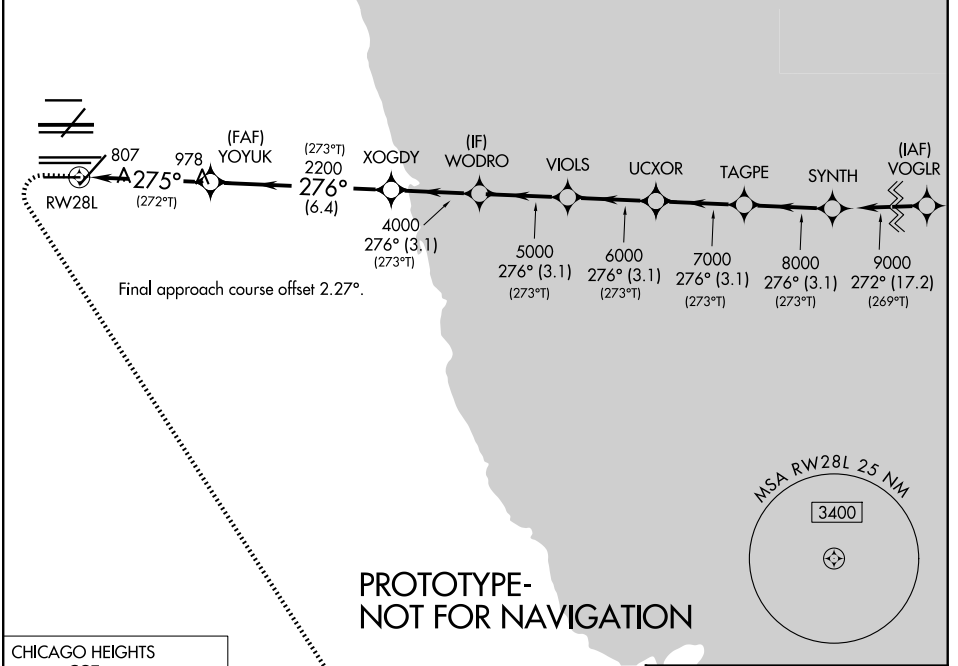 (IAF)
VOGLR
(IF)
WODRO
(FAF)
YOYUK
(273°T)
2200
276°
(6.4)
XOGDY
VIOLS
UCXOR
TAGPE
SYNTH
807
978
275°
(272°T)
RW28L
4000
276° (3.1)
(273°T)
5000
276° (3.1)
(273°T)
6000
276° (3.1)
(273°T)
7000
276° (3.1)
(273°T)
8000
276° (3.1)
(273°T)
9000
272° (17.2)
(269°T)
Final approach course offset 2.27°.
MSA RW28L 25 NM
3400
PROTOTYPE-
NOT FOR NAVIGATION
CHICAGO HEIGHTS